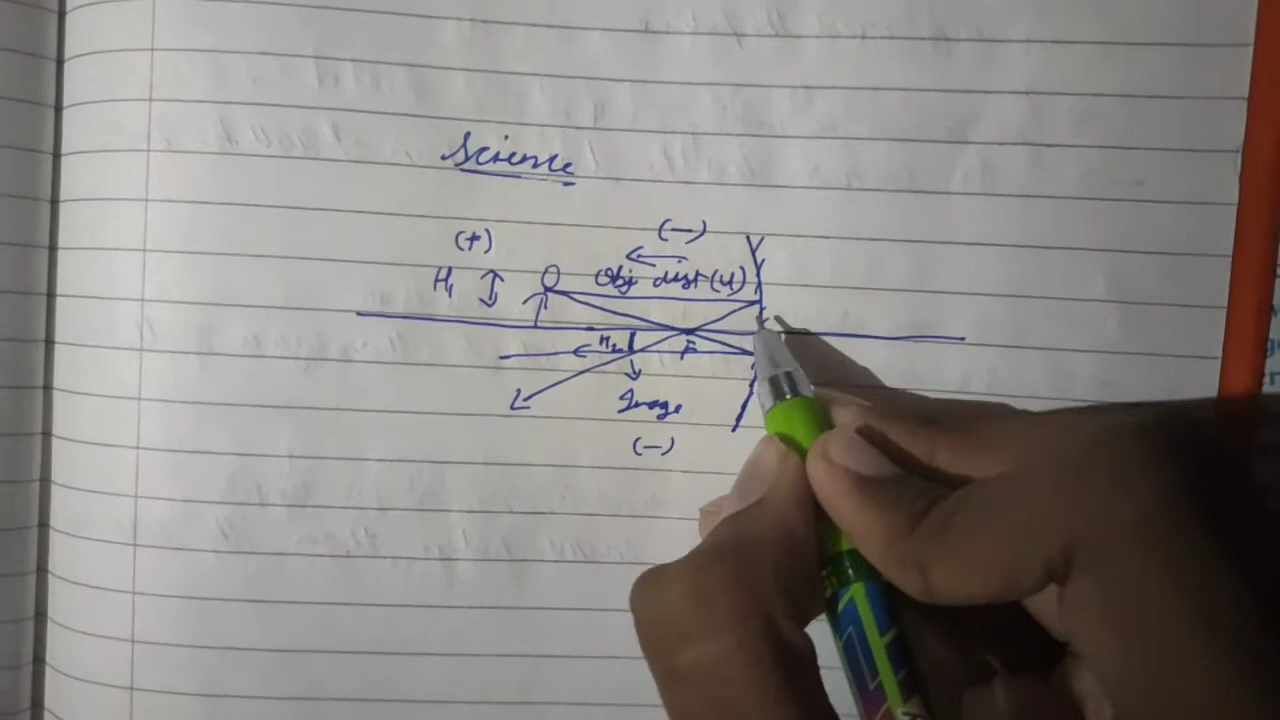 Science
(-)
(+)
H₁ O Obj dist (u)
H₂ F
Image
(-)